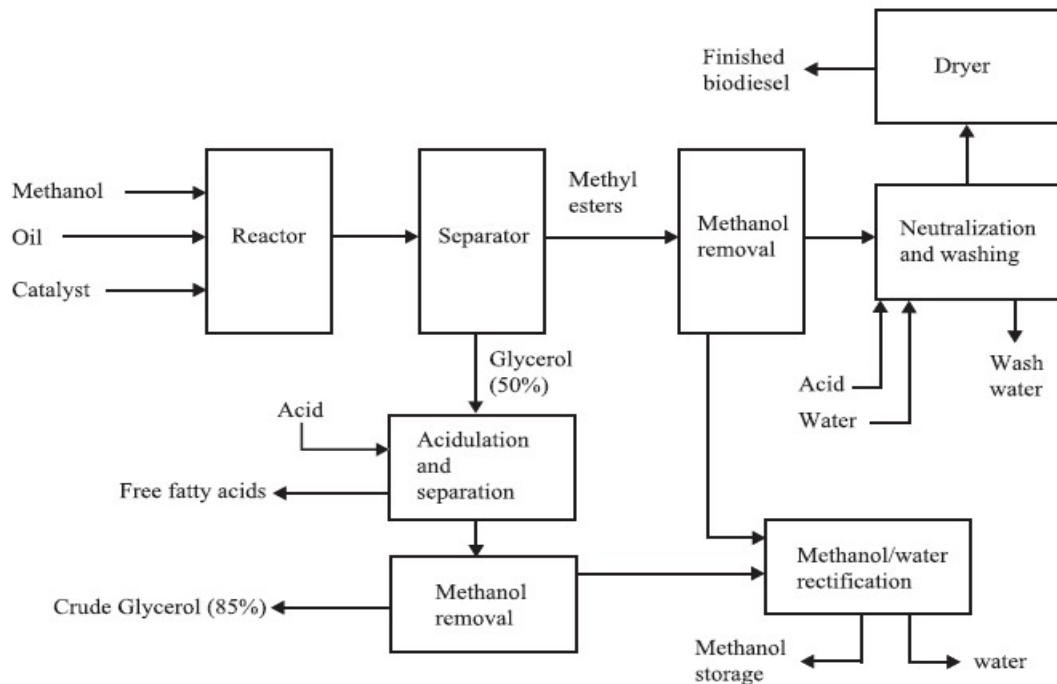 Finished
biodiesel
Dryer
Methanol
Oil
Catalyst
Reactor
Separator
Methyl
esters
Methanol
removal
Neutralization
and washing
Glycerol
(50%)
Acid
Water
Wash
water
Acid
Acidulation
and
separation
Free fatty acids
Methanol
removal
Crude Glycerol (85%)
Methanol/water
rectification
Methanol
storage
water